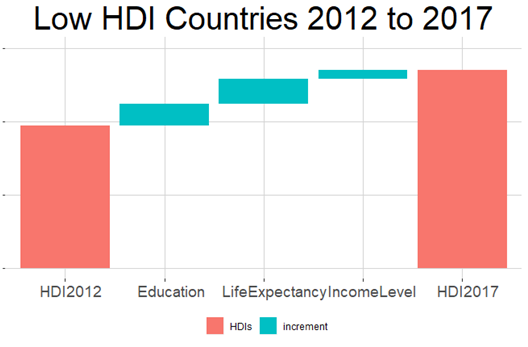 Low HDI Countries 2012 to 2017
HDI2012 Education LifeExpectancy IncomeLevel HDI2017
HDIs increment